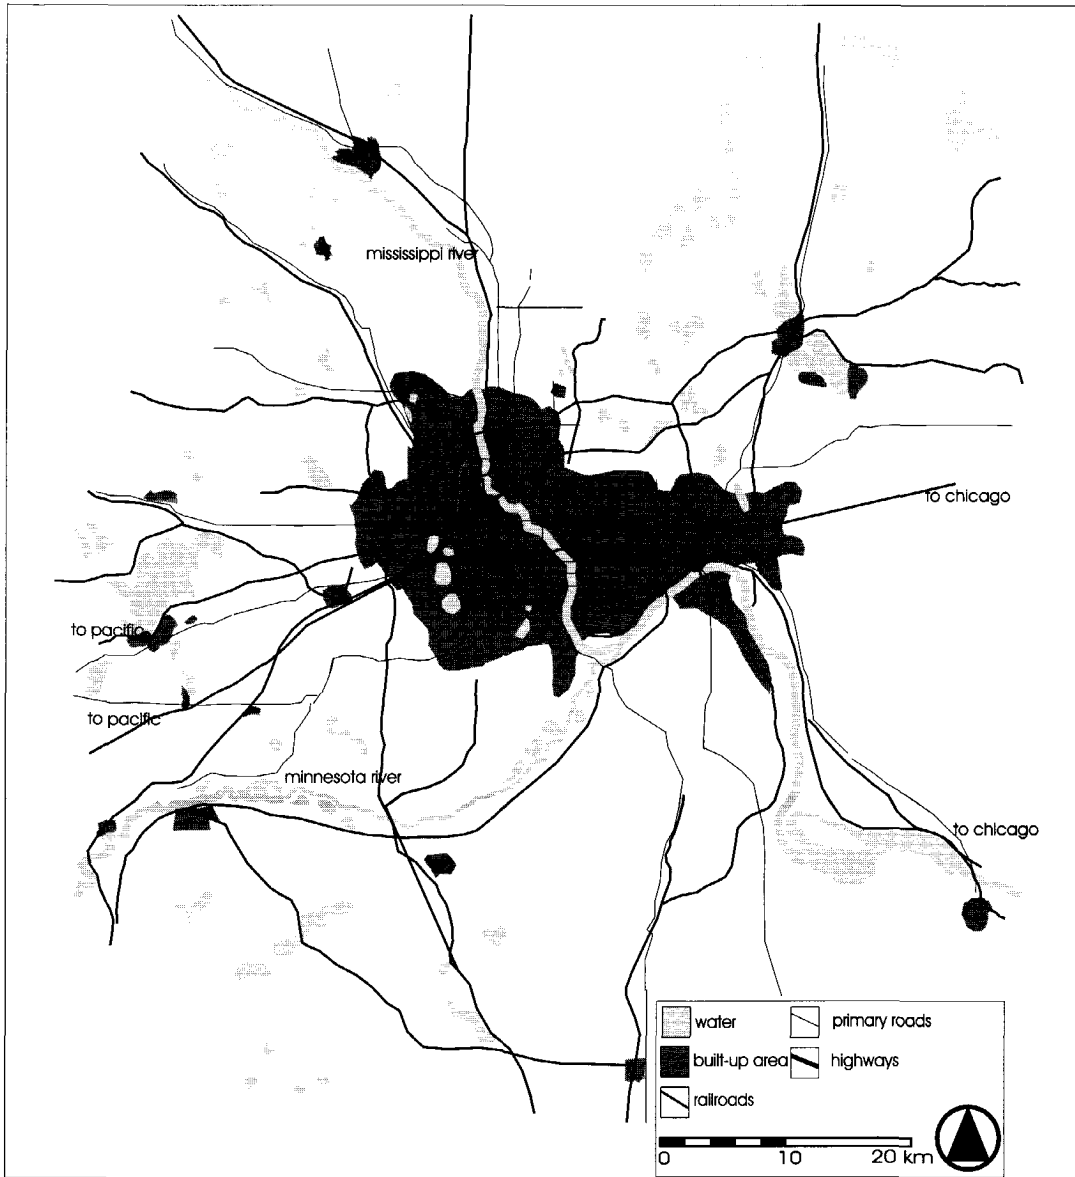 mississippi river
to chicago
to pacific
to pacific
minnesota river
to chicago
water
primary roads
built-up area
highways
railroads
0 10 20 km